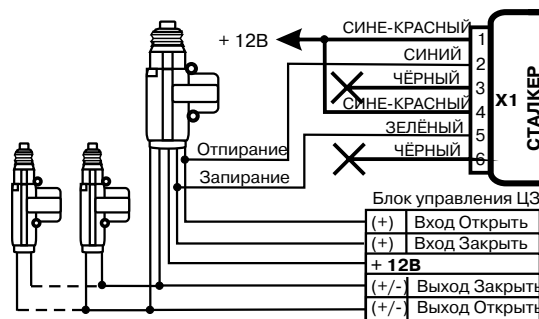 + 12В
СИНЕ-КРАСНЫЙ 1
СИНИЙ 2
ЧЁРНЫЙ 3
СИНЕ-КРАСНЫЙ 4
ЗЕЛЁНЫЙ 5
ЧЁРНЫЙ 6
X1
СТАЛКЕР
Отпирание
Запирание
Блок управления ЦЗ
(+) Вход Открыть
(+) Вход Закрыть
+ 12В
(+/-) Выход Закрыть
(+/-) Выход Открыть